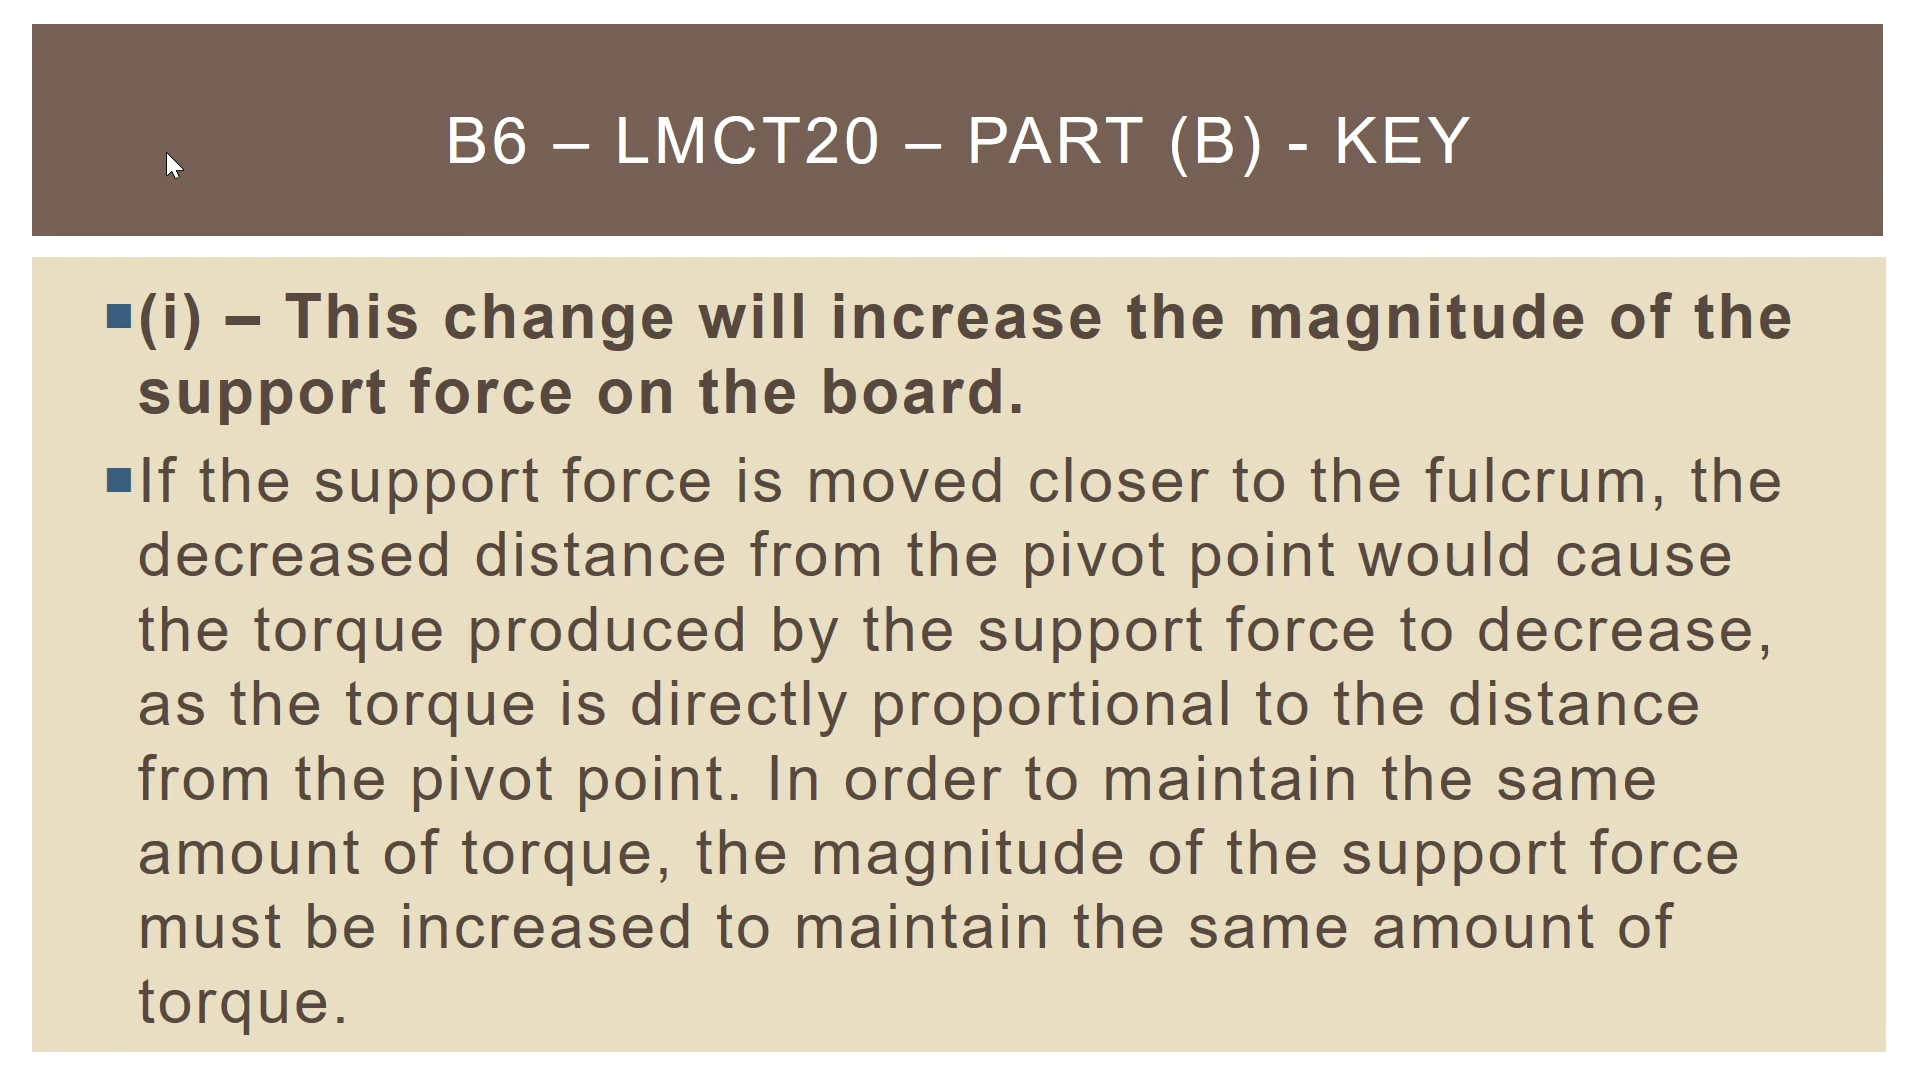 B6 – LMCT20 – PART (B) - KEY
(i) – This change will increase the magnitude of the
support force on the board.
If the support force is moved closer to the fulcrum, the
decreased distance from the pivot point would cause
the torque produced by the support force to decrease,
as the torque is directly proportional to the distance
from the pivot point. In order to maintain the same
amount of torque, the magnitude of the support force
must be increased to maintain the same amount of
torque.